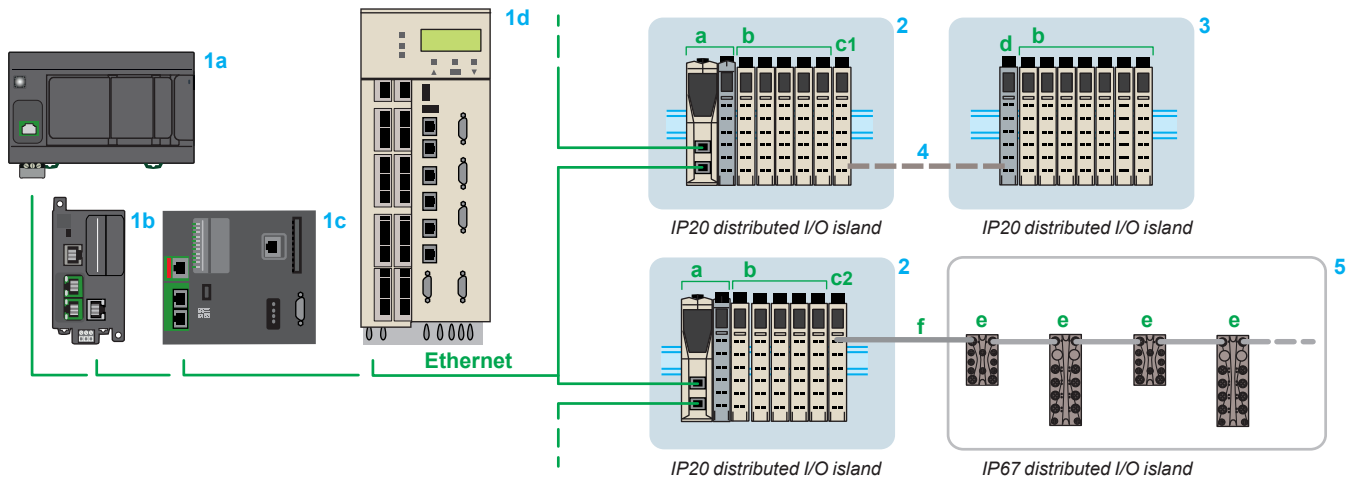 1a
1b
1c
1d
Ethernet
2
a b c1
IP20 distributed I/O island
4
3
d b
IP20 distributed I/O island
2
a b c2
IP20 distributed I/O island
f
5
e e e e
IP67 distributed I/O island